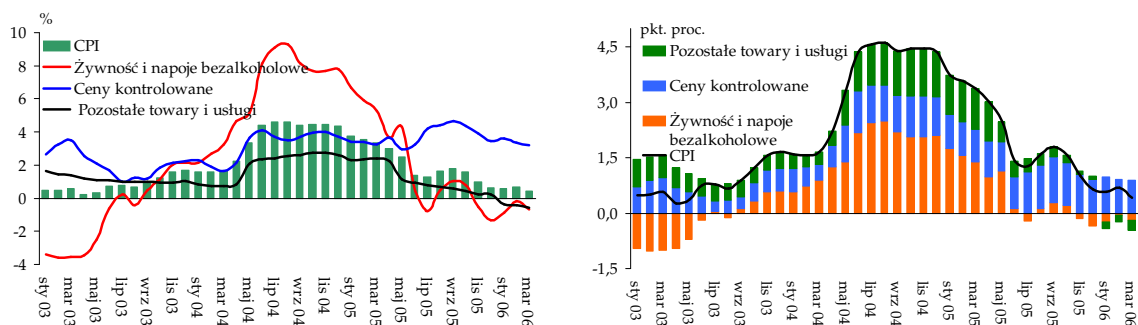 %
10
8
6
4
2
0
-2
-4
CPI
Żywność i napoje bezalkoholowe
Ceny kontrolowane
Pozostałe towary i usługi
sty 03
mar 03
maj 03
lip 03
wrz 03
lis 03
sty 04
mar 04
maj 04
lip 04
wrz 04
lis 04
sty 05
mar 05
maj 05
lip 05
wrz 05
lis 05
sty 06
mar 06
pkt. proc.
4,5
3,0
1,5
0,0
-1,5
Pozostałe towary i usługi
Ceny kontrolowane
Żywność i napoje
bezalkoholowe
CPI
sty 03
mar 03
maj 03
lip 03
wrz 03
lis 03
sty 04
mar 04
maj 04
lip 04
wrz 04
lis 04
sty 05
mar 05
maj 05
lip 05
wrz 05
lis 05
sty 06
mar 06